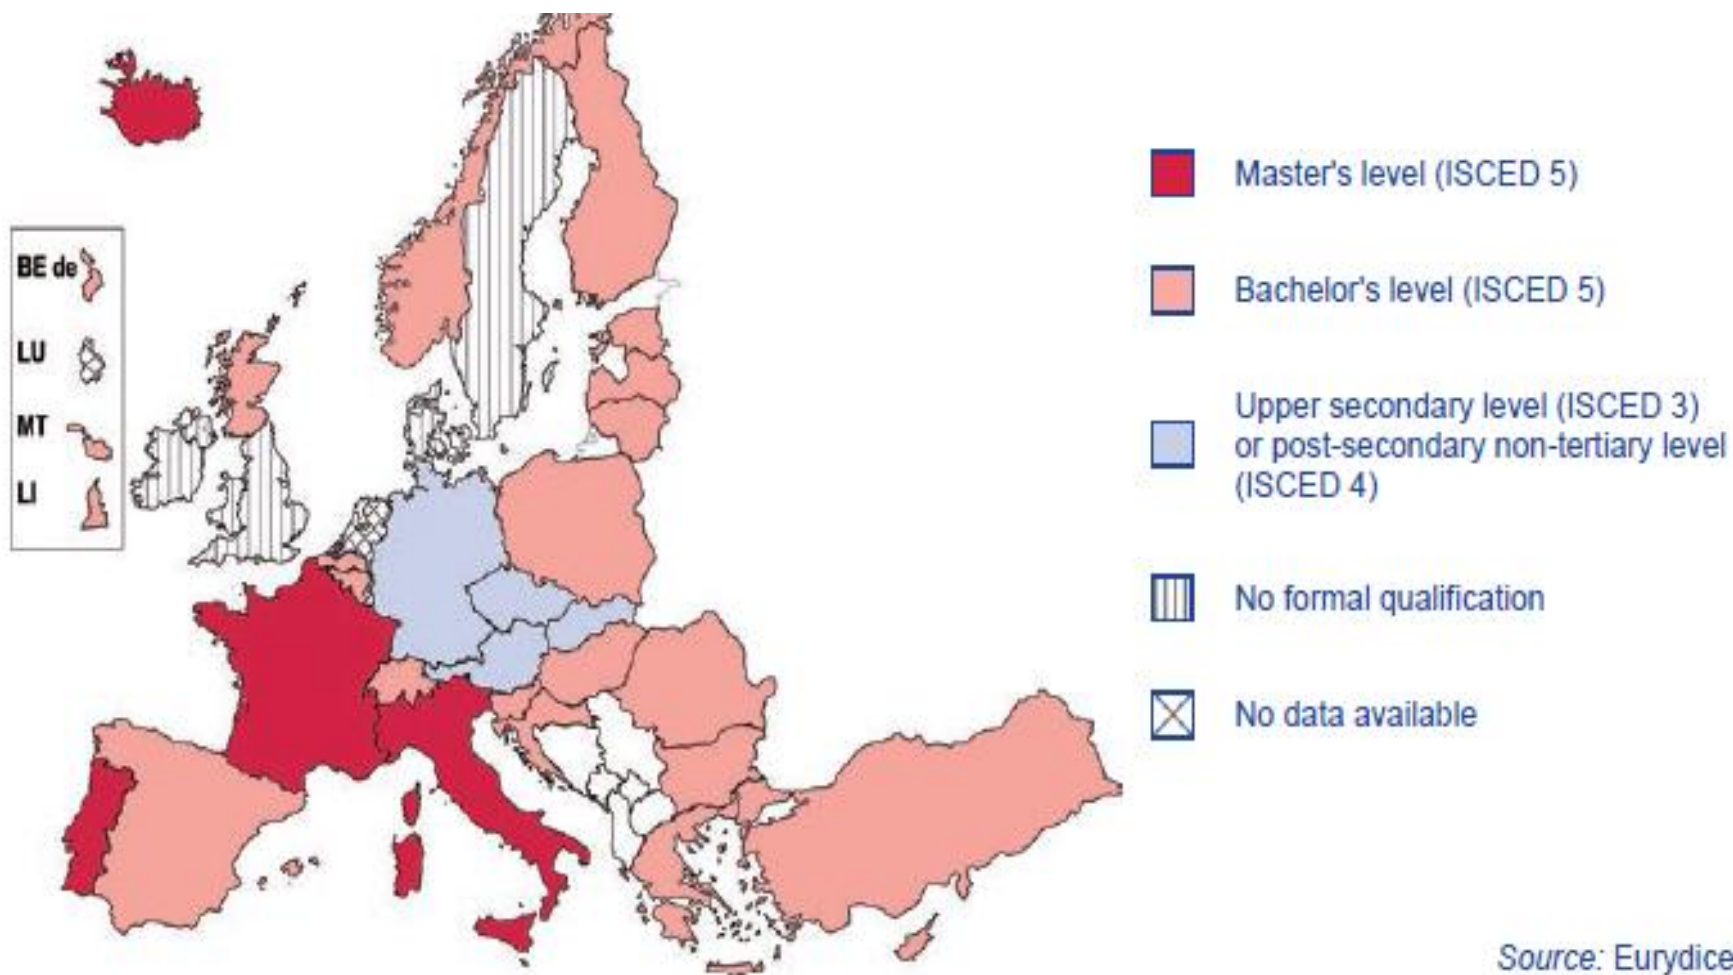 BE de
LU
MT
LI
Master's level (ISCED 5)
Bachelor's level (ISCED 5)
Upper secondary level (ISCED 3)
or post-secondary non-tertiary level
(ISCED 4)
No formal qualification
No data available
Source: Eurydice